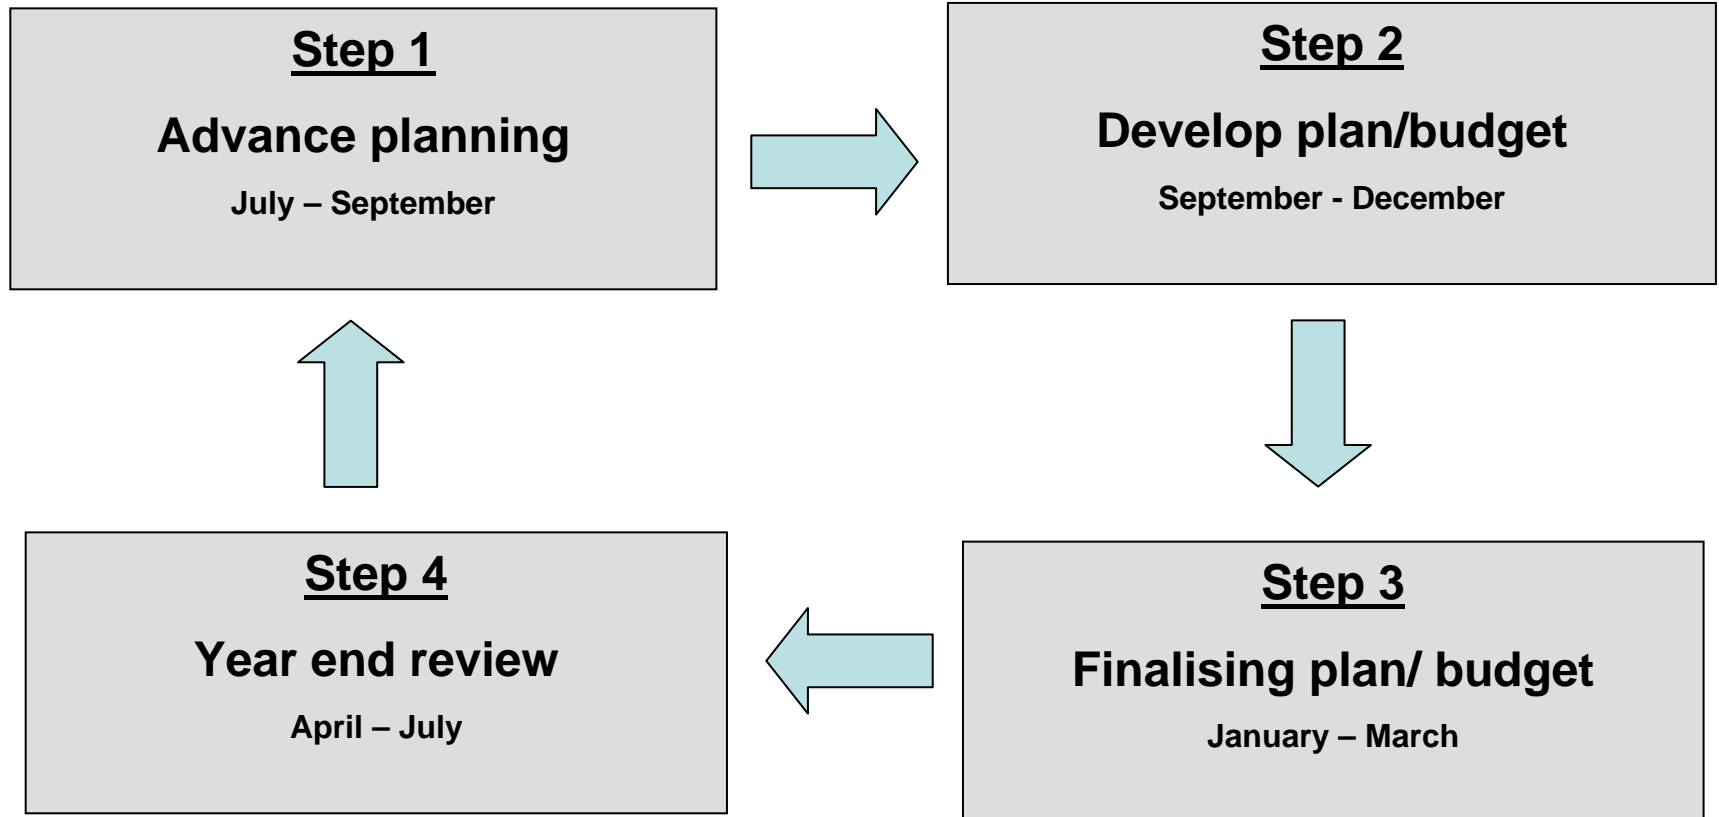 Step 1
Advance planning
July – September
Step 2
Develop plan/budget
September - December
Step 3
Finalising plan/ budget
January – March
Step 4
Year end review
April – July